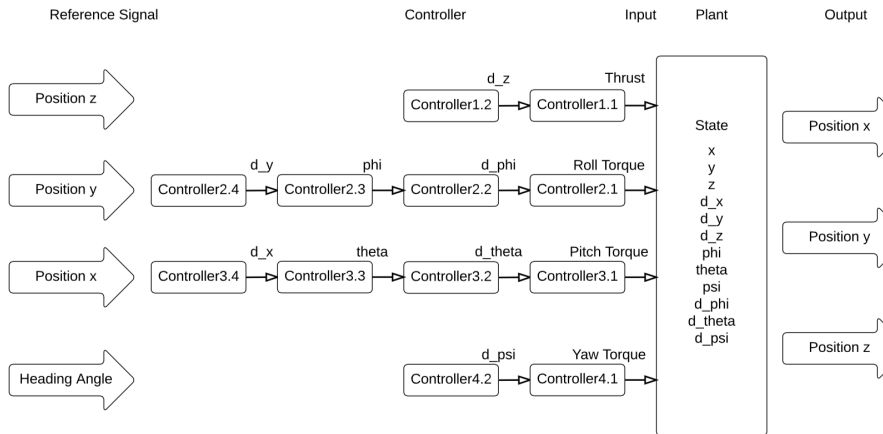 Reference Signal
Controller
Input
Plant
Output
Position z
d_z
Controller1.2
Thrust
Controller1.1
Position y
Controller2.4
d_y
Controller2.3
phi
Controller2.2
d_phi
Controller2.1
Roll Torque
Position x
Controller3.4
d_x
Controller3.3
theta
Controller3.2
d_theta
Controller3.1
Pitch Torque
Heading Angle
Controller4.2
d_psi
Controller4.1
Yaw Torque
State
x
y
z
d_x
d_y
d_z
phi
theta
psi
d_phi
d_theta
d_psi
Position x
Position y
Position z